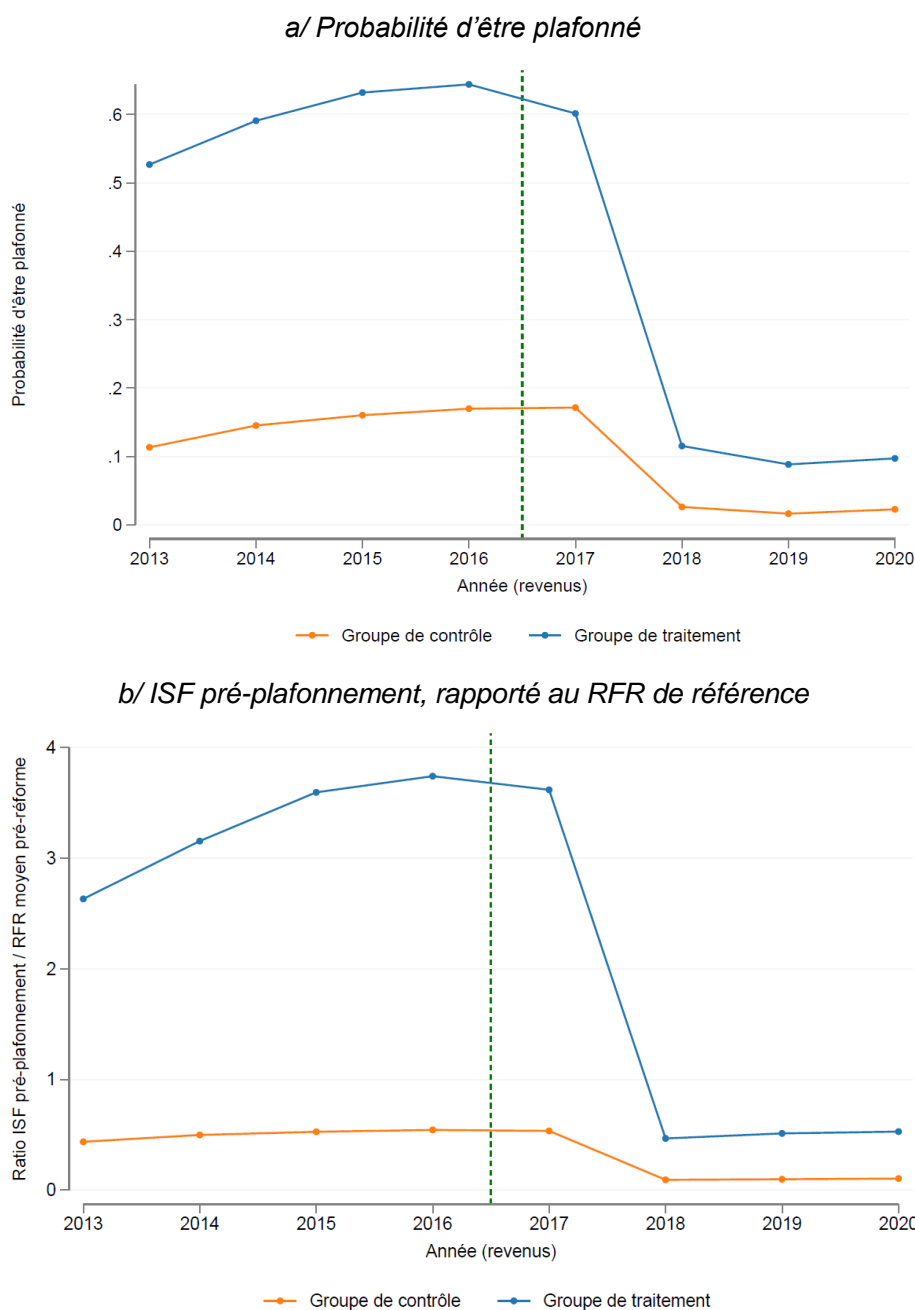 a/ Probabilité d’être plafonné
Probabilité d'être plafonné
.6
.5
.4
.3
.2
.1
0
2013 2014 2015 2016 2017 2018 2019 2020
Année (revenus)
Groupe de contrôle Groupe de traitement
b/ ISF pré-plafonnement, rapporté au RFR de référence
Ratio ISF pré-plafonnement / RFR moyen pré-réforme
4
3
2
1
0
2013 2014 2015 2016 2017 2018 2019 2020
Année (revenus)
Groupe de contrôle Groupe de traitement